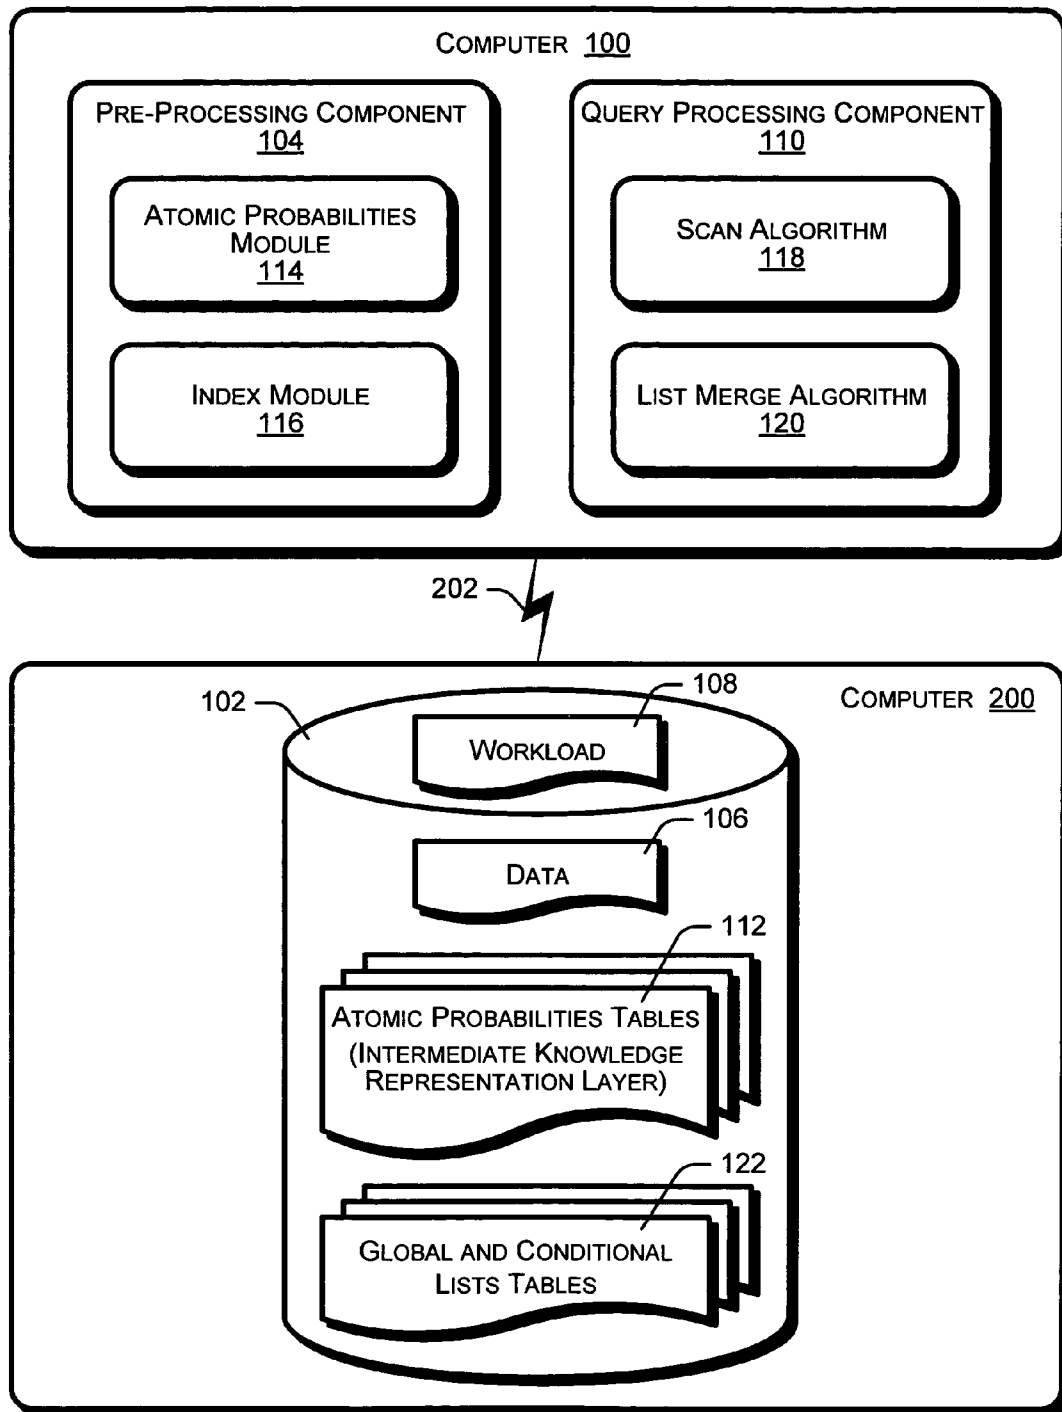 COMPUTER 100
PRE-PROCESSING COMPONENT
104
ATOMIC PROBABILITIES
MODULE
114
INDEX MODULE
116
QUERY PROCESSING COMPONENT
110
SCAN ALGORITHM
118
LIST MERGE ALGORITHM
120
202
COMPUTER 200
102
108
WORKLOAD
106
DATA
112
ATOMIC PROBABILITIES TABLES
(INTERMEDIATE KNOWLEDGE
REPRESENTATION LAYER)
122
GLOBAL AND CONDITIONAL
LISTS TABLES